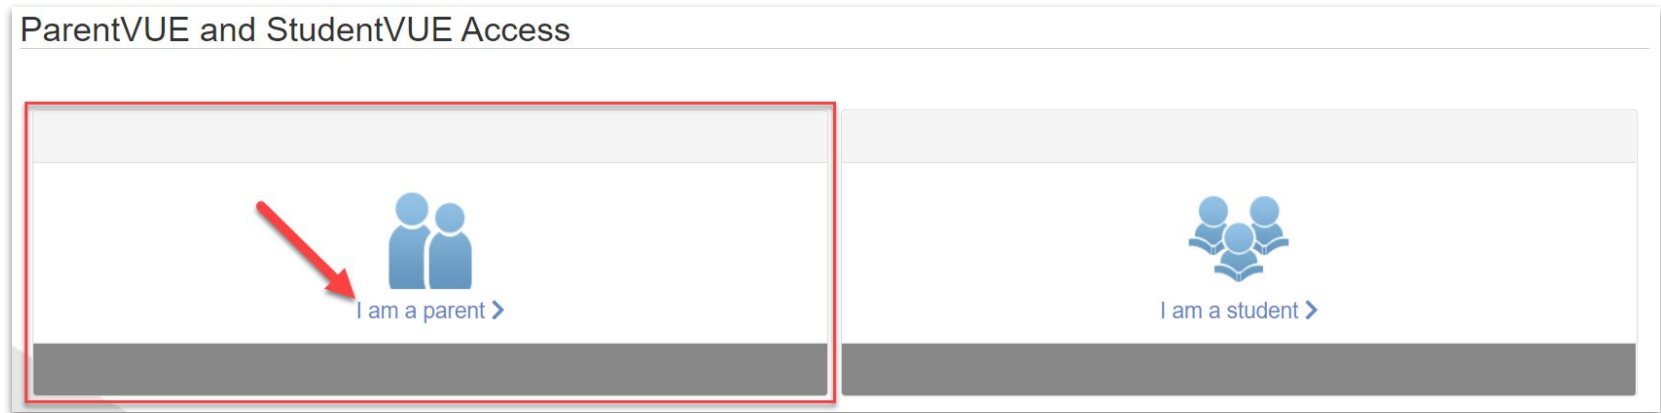 ParentVUE and StudentVUE Access
I am a parent
I am a student